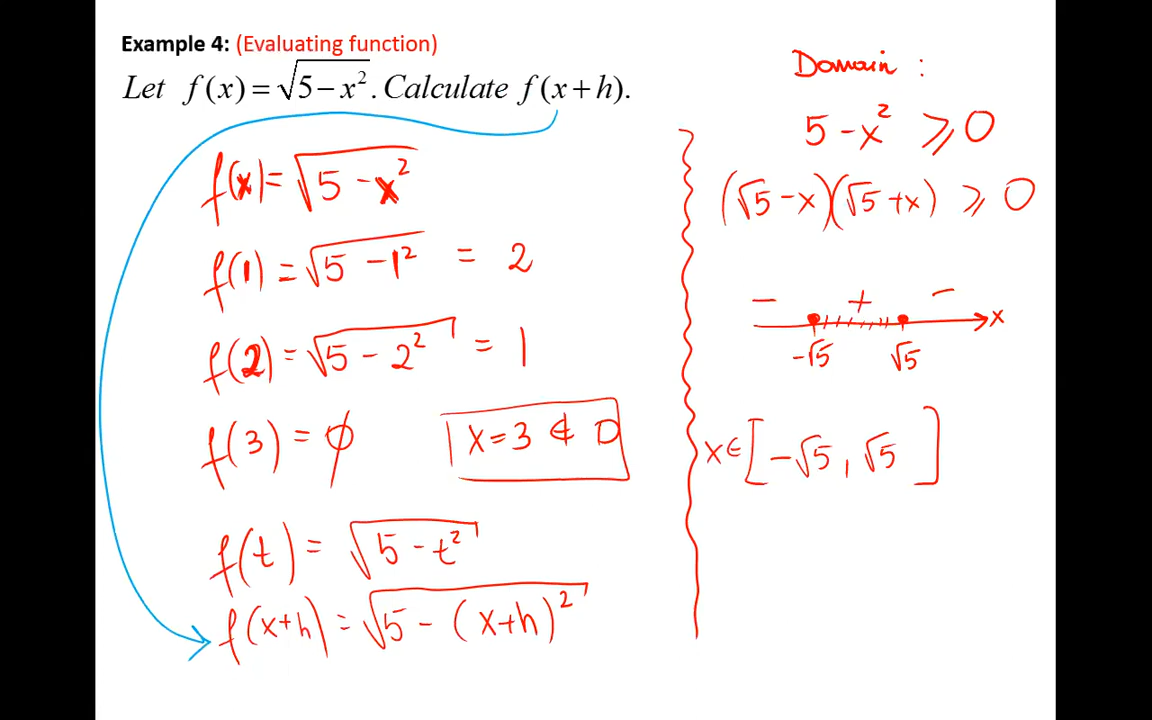 Example 4: (Evaluating function)
Let f(x) = √5 − x². Calculate f(x + h).
f(x) = √5 − x²
f(1) = √5 − 1² = 2
f(2) = √5 − 2² = 1
f(3) = ϕ
x = 3 ∉ D
f(t) = √5 − t²
f(x+h) = √5 − (x+h)²
Domain :
5 − x² ⩾ 0
(√5 − x)(√5 + x) ⩾ 0
− + −
x
−√5 √5
x ∈ [−√5, √5]